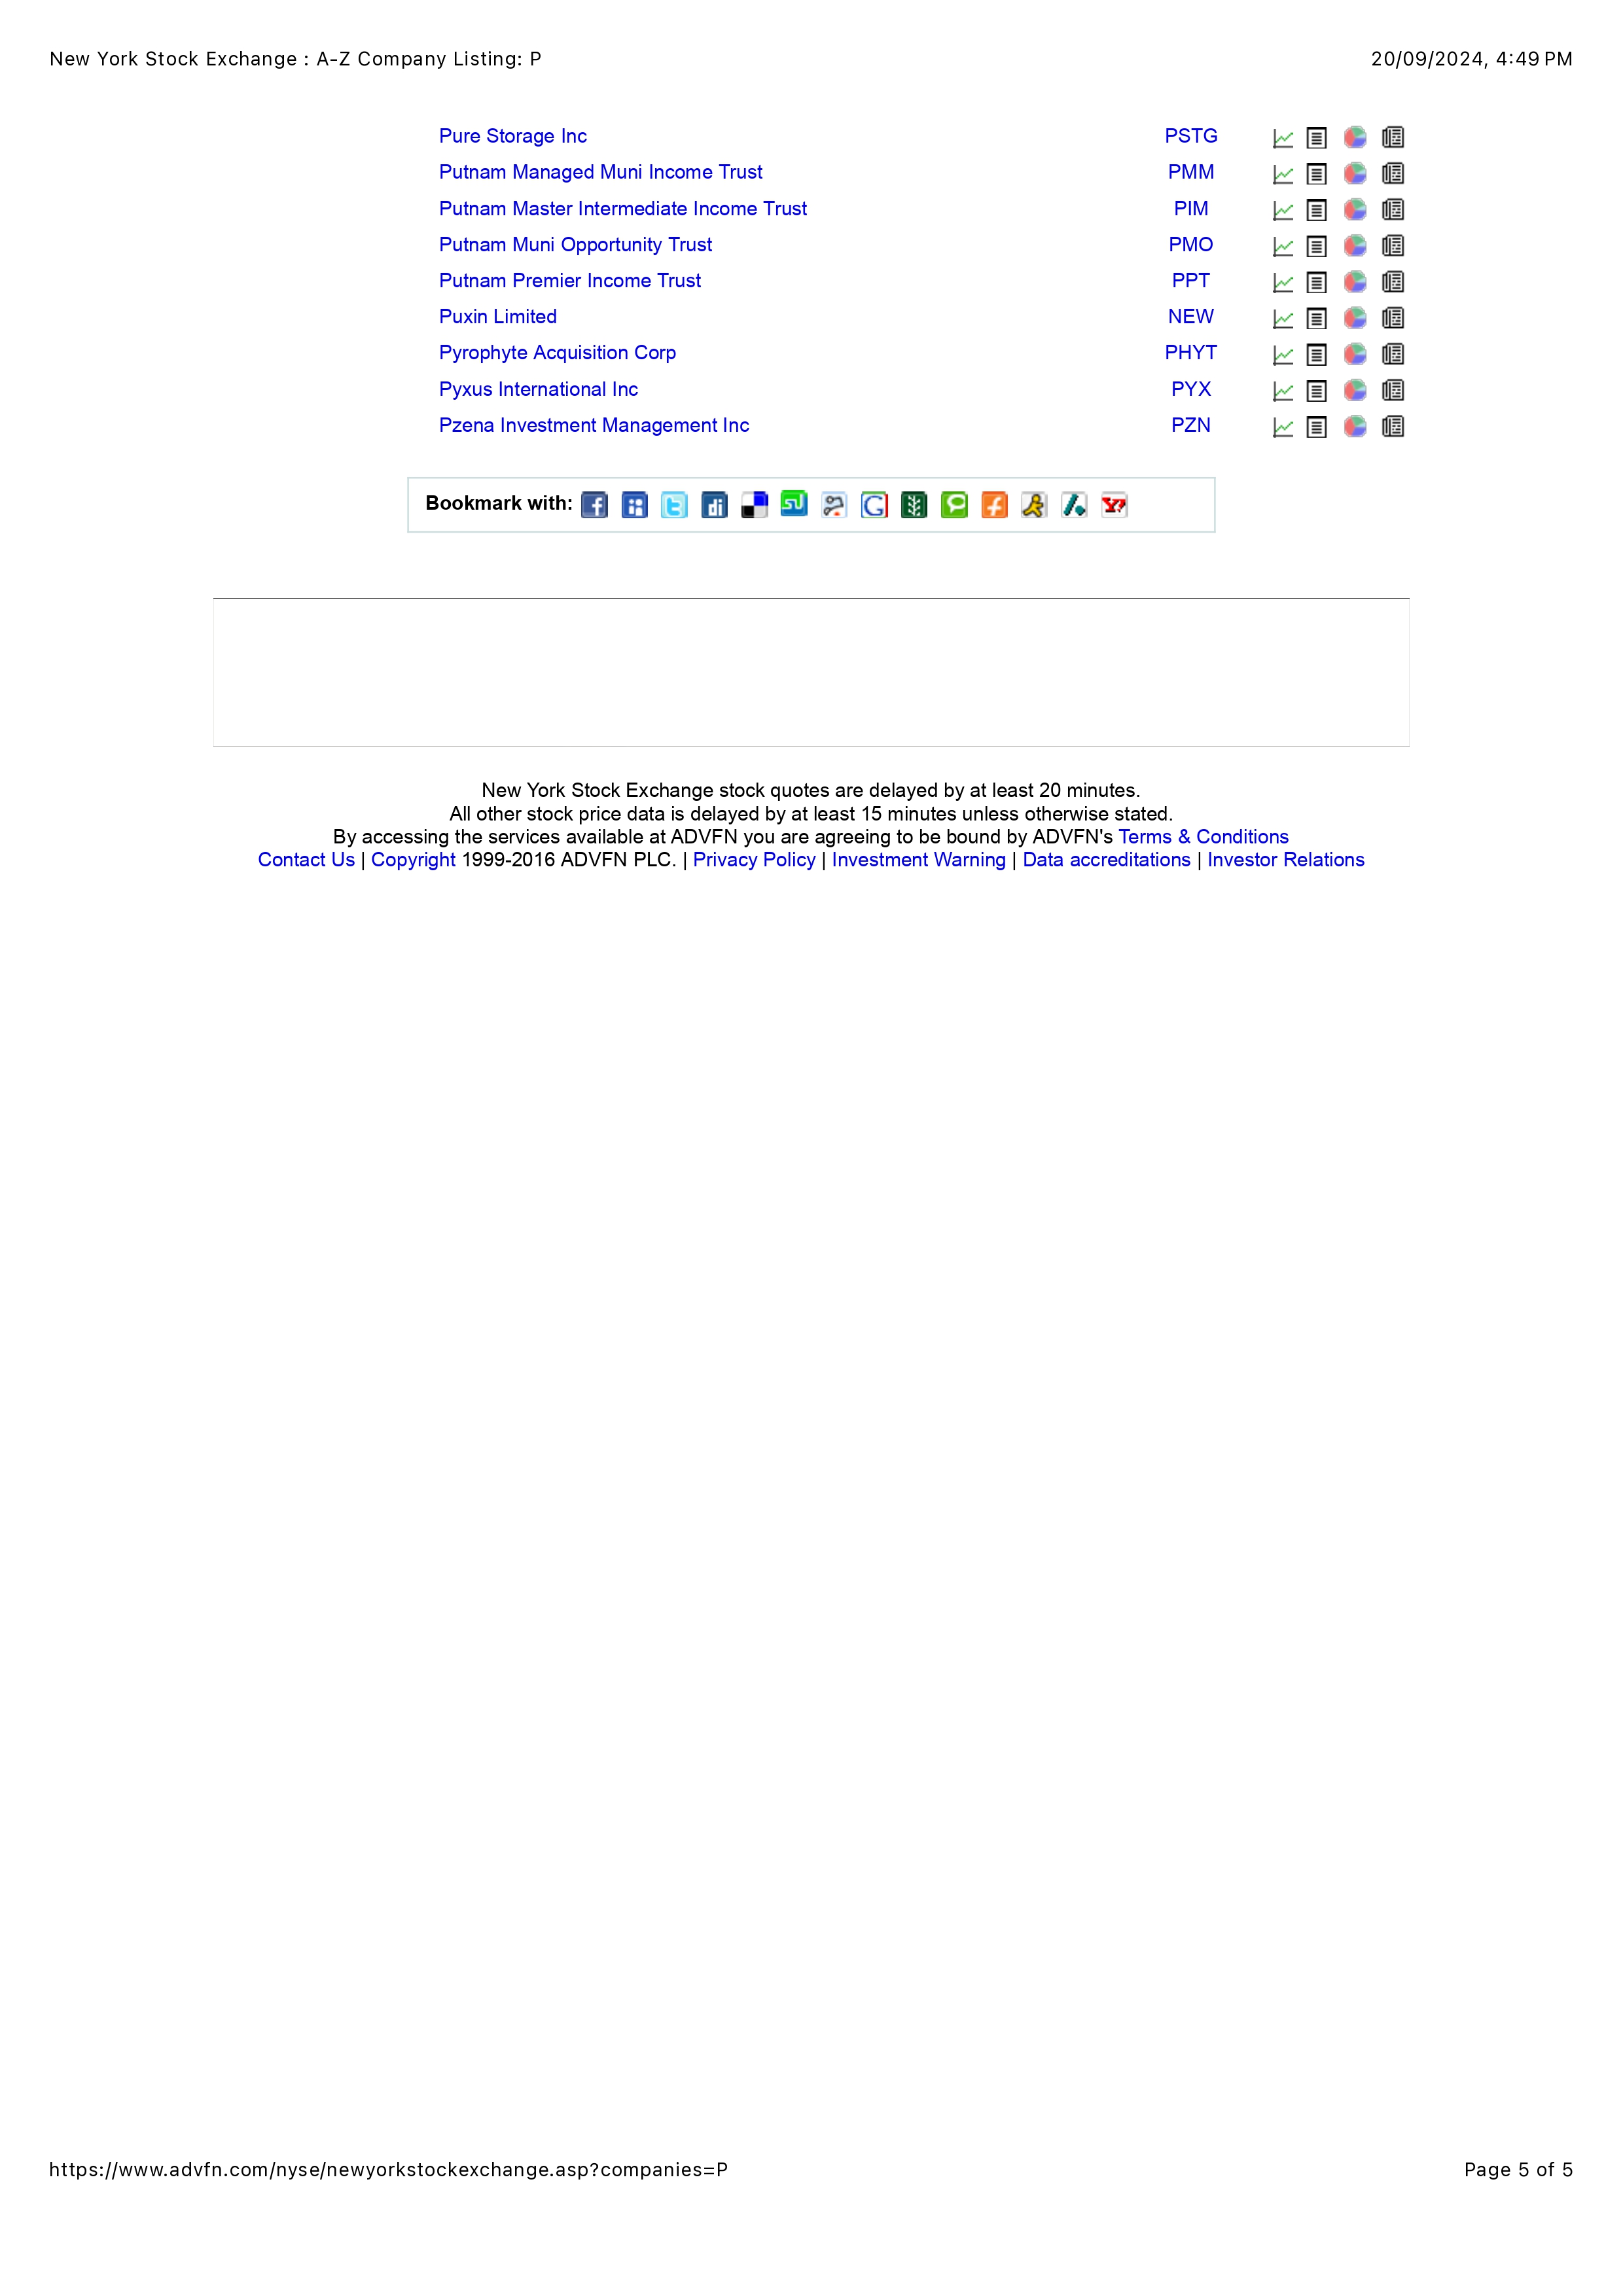 New York Stock Exchange : A-Z Company Listing: P 20/09/2024, 4:49 PM
Pure Storage Inc PSTG
Putnam Managed Muni Income Trust PMM
Putnam Master Intermediate Income Trust PIM
Putnam Muni Opportunity Trust PMO
Putnam Premier Income Trust PPT
Puxin Limited NEW
Pyrophyte Acquisition Corp PHYT
Pyxus International Inc PYX
Pzena Investment Management Inc PZN
Bookmark with:
New York Stock Exchange stock quotes are delayed by at least 20 minutes.
All other stock price data is delayed by at least 15 minutes unless otherwise stated.
By accessing the services available at ADVFN you are agreeing to be bound by ADVFN's Terms & Conditions
Contact Us | Copyright 1999-2016 ADVFN PLC. | Privacy Policy | Investment Warning | Data accreditations | Investor Relations
https://www.advfn.com/nyse/newyorkstockexchange.asp?companies=P Page 5 of 5